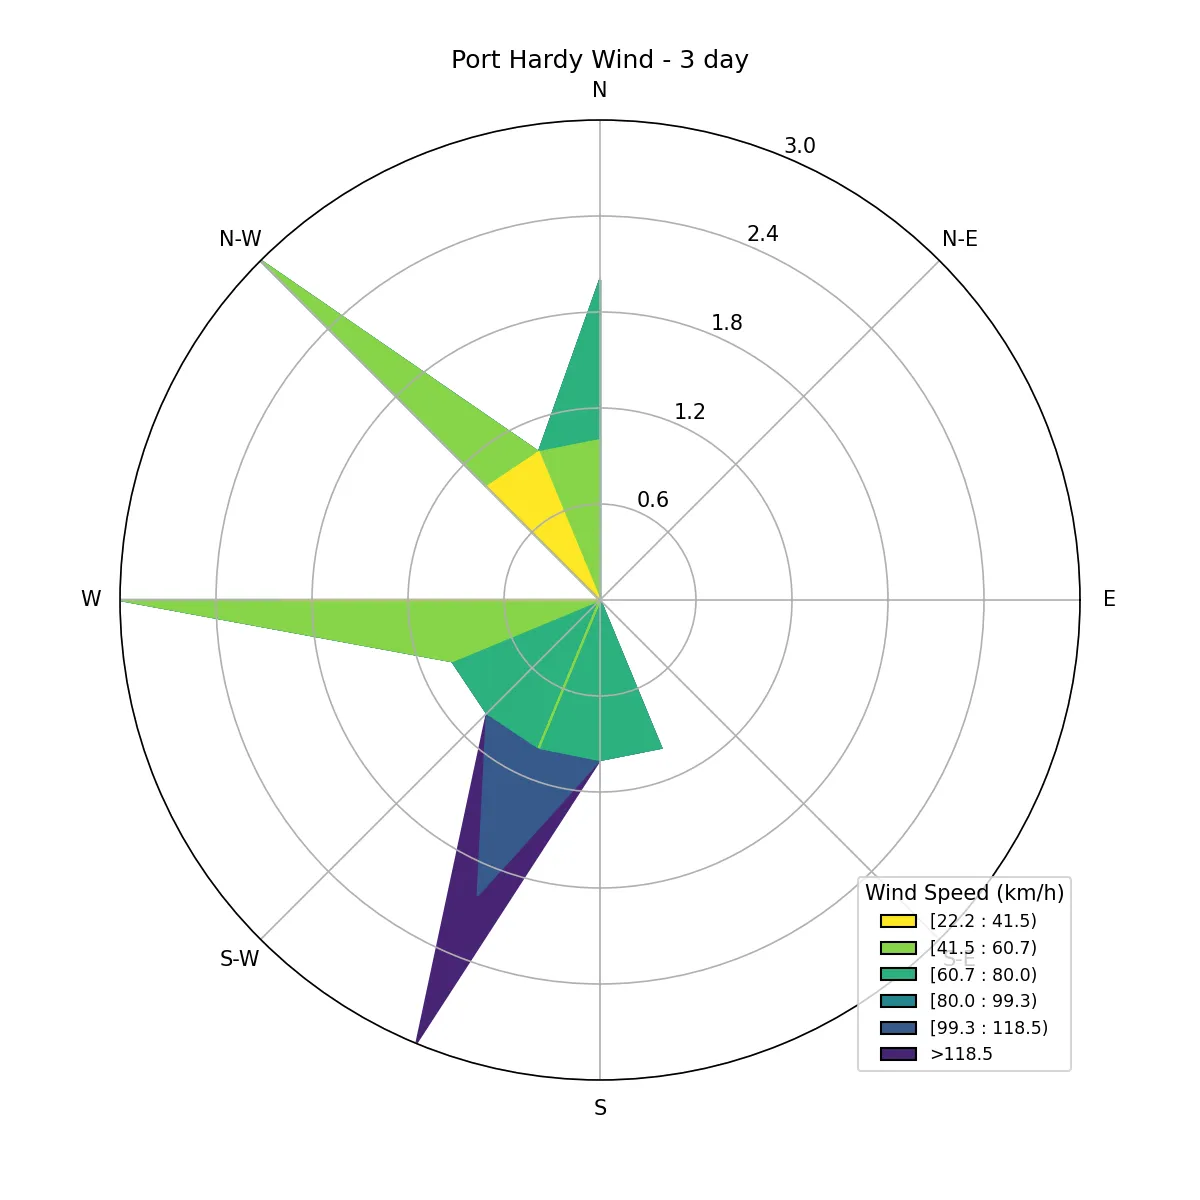 Port Hardy Wind - 3 day
N
3.0
2.4
N-W
N-E
1.8
1.2
0.6
W
E
Wind Speed (km/h)
[22.2 : 41.5)
[41.5 : 60.7)
S-W
S-E
[60.7 : 80.0)
[80.0 : 99.3)
[99.3 : 118.5)
>118.5
S